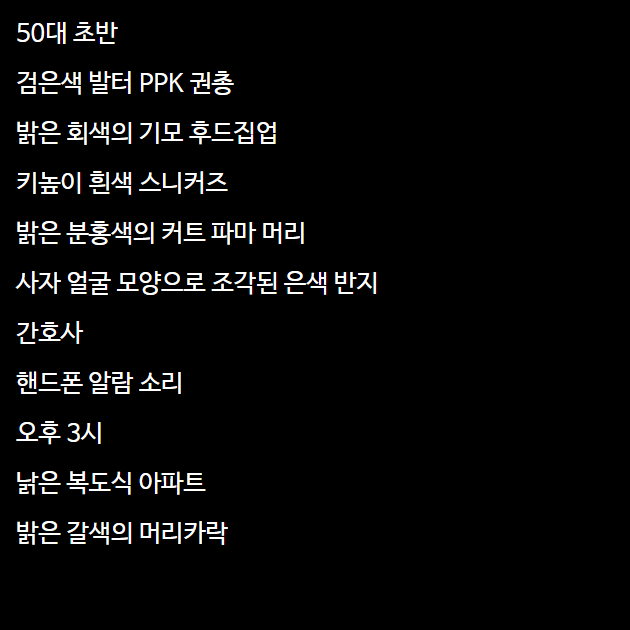 50대 초반
검은색 발터 PPK 권총
밝은 회색의 기모 후드집업
키높이 흰색 스니커즈
밝은 분홍색의 커트 파마 머리
사자 얼굴 모양으로 조각된 은색 반지
간호사
핸드폰 알람 소리
오후 3시
낡은 복도식 아파트
밝은 갈색의 머리카락